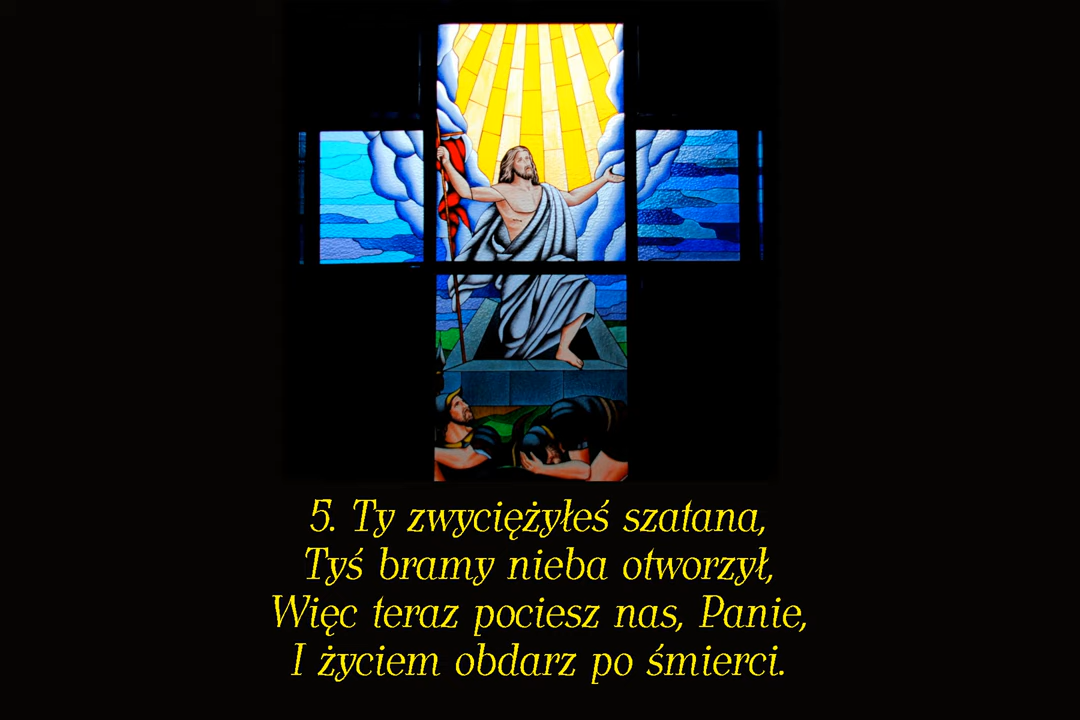 5. Ty zwyciężyłeś szatana,
Tyś bramy nieba otworzył,
Więc teraz pociesz nas, Panie,
I życiem obdarz po śmierci.